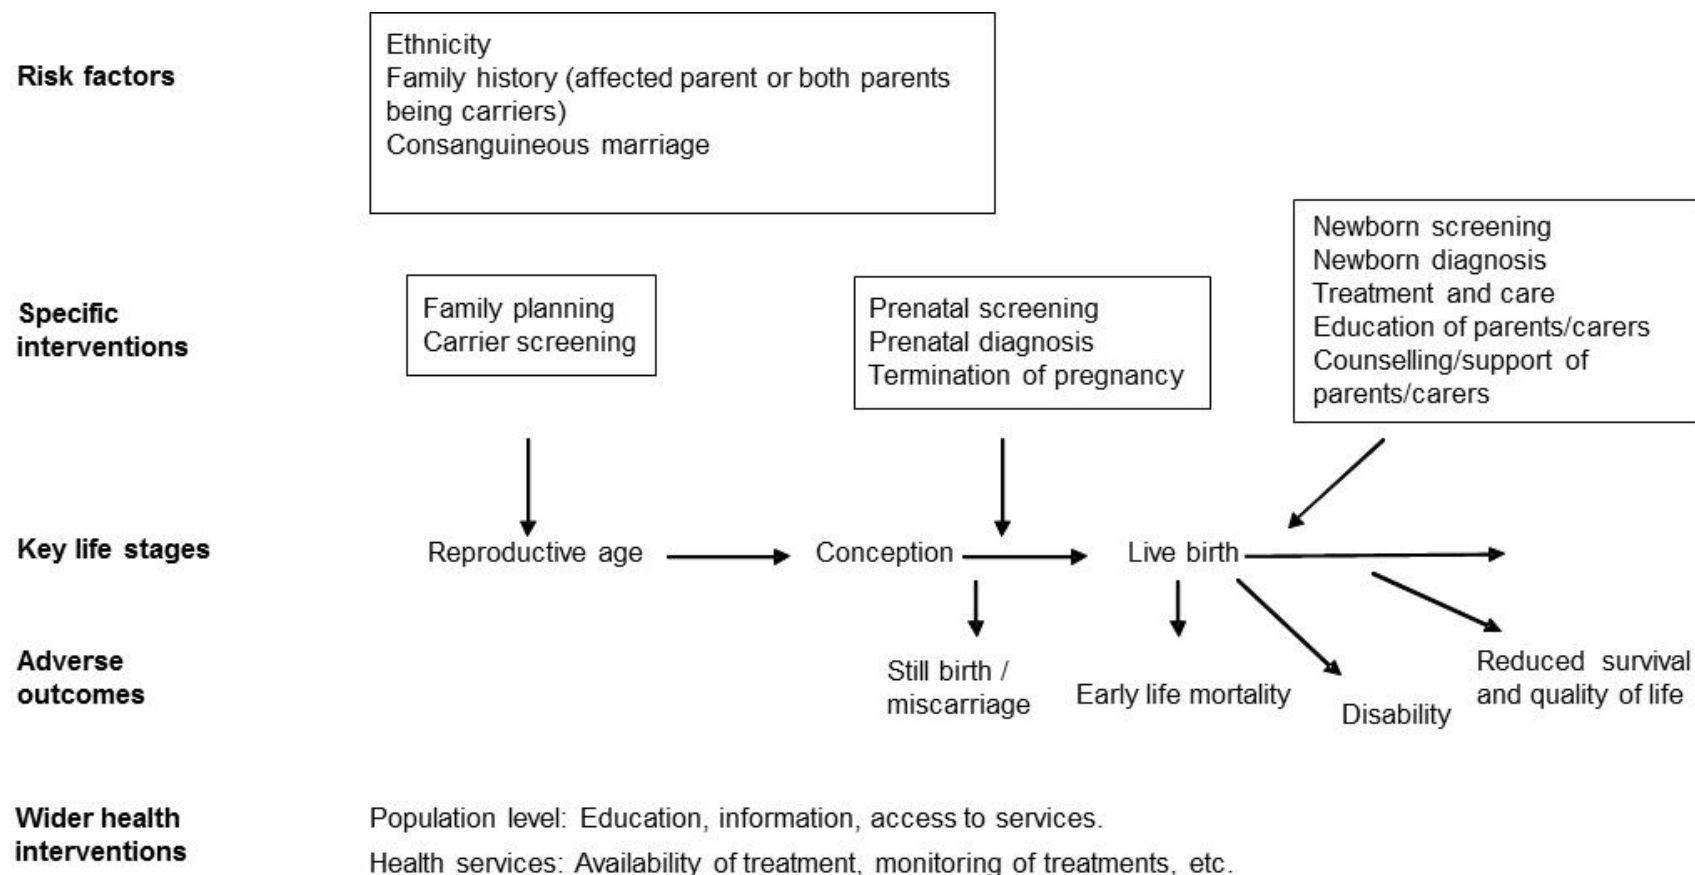 Risk factors
Ethnicity
Family history (affected parent or both parents
being carriers)
Consanguineous marriage
Specific
interventions
Family planning
Carrier screening
Prenatal screening
Prenatal diagnosis
Termination of pregnancy
Newborn screening
Newborn diagnosis
Treatment and care
Education of parents/carers
Counselling/support of
parents/carers
Key life stages
Reproductive age
Conception
Live birth
Adverse
outcomes
Still birth /
miscarriage
Early life mortality
Disability
Reduced survival
and quality of life
Wider health
interventions
Population level: Education, information, access to services.
Health services: Availability of treatment, monitoring of treatments, etc.